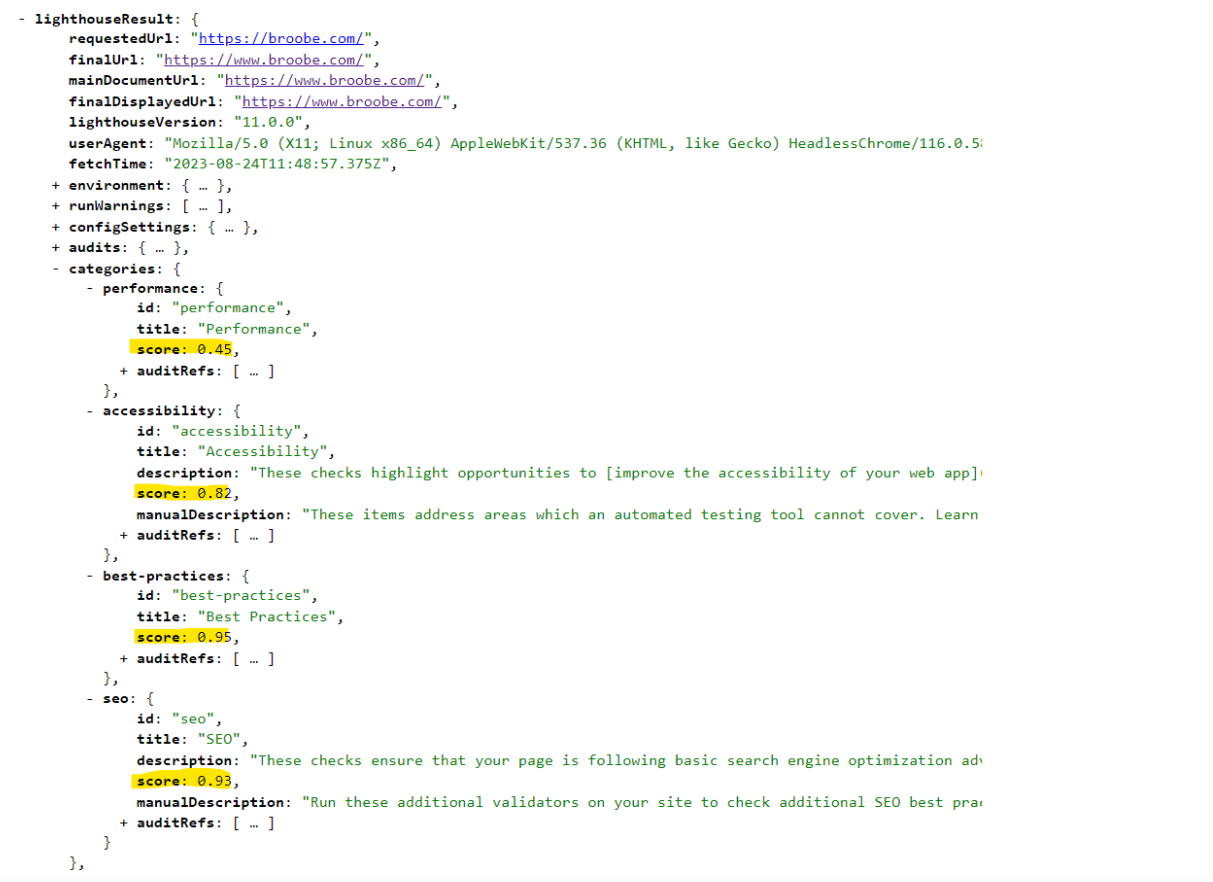 - lighthouseResult: {
requestedUrl: "https://broobe.com/",
finalUrl: "https://www.broobe.com/",
mainDocumentUrl: "https://www.broobe.com/",
finalDisplayedUrl: "https://www.broobe.com/",
lighthouseVersion: "11.0.0",
userAgent: "Mozilla/5.0 (X11; Linux x86_64) AppleWebKit/537.36 (KHTML, like Gecko) HeadlessChrome/116.0.5
fetchTime: "2023-08-24T11:48:57.375Z",
+ environment: { … },
+ runWarnings: [ … ],
+ configSettings: { … },
+ audits: { … },
- categories: {
- performance: {
id: "performance",
title: "Performance",
score: 0.45,
+ auditRefs: [ … ]
},
- accessibility: {
id: "accessibility",
title: "Accessibility",
description: "These checks highlight opportunities to [improve the accessibility of your web app](
score: 0.82,
manualDescription: "These items address areas which an automated testing tool cannot cover. Learn
+ auditRefs: [ … ]
},
- best-practices: {
id: "best-practices",
title: "Best Practices",
score: 0.95,
+ auditRefs: [ … ]
},
- seo: {
id: "seo",
title: "SEO",
description: "These checks ensure that your page is following basic search engine optimization
score: 0.93,
manualDescription: "Run these additional validators on your site to check additional SEO best
+ auditRefs: [ … ]
}
},